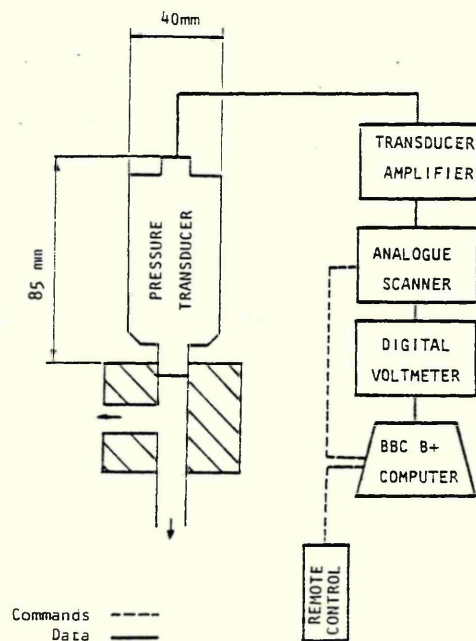 40mm
TRANSDUCER
AMPLIFIER
85 mm
PRESSURE
TRANSDUCER
ANALOGUE
SCANNER
DIGITAL
VOLTMETER
BBC B+
COMPUTER
REMOTE
CONTROL
Commands
Data